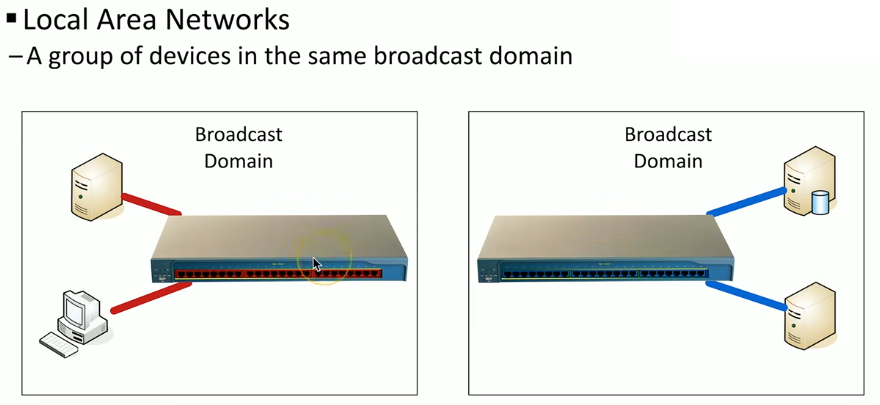 ▪Local Area Networks
–A group of devices in the same broadcast domain
Broadcast
Domain
Broadcast
Domain